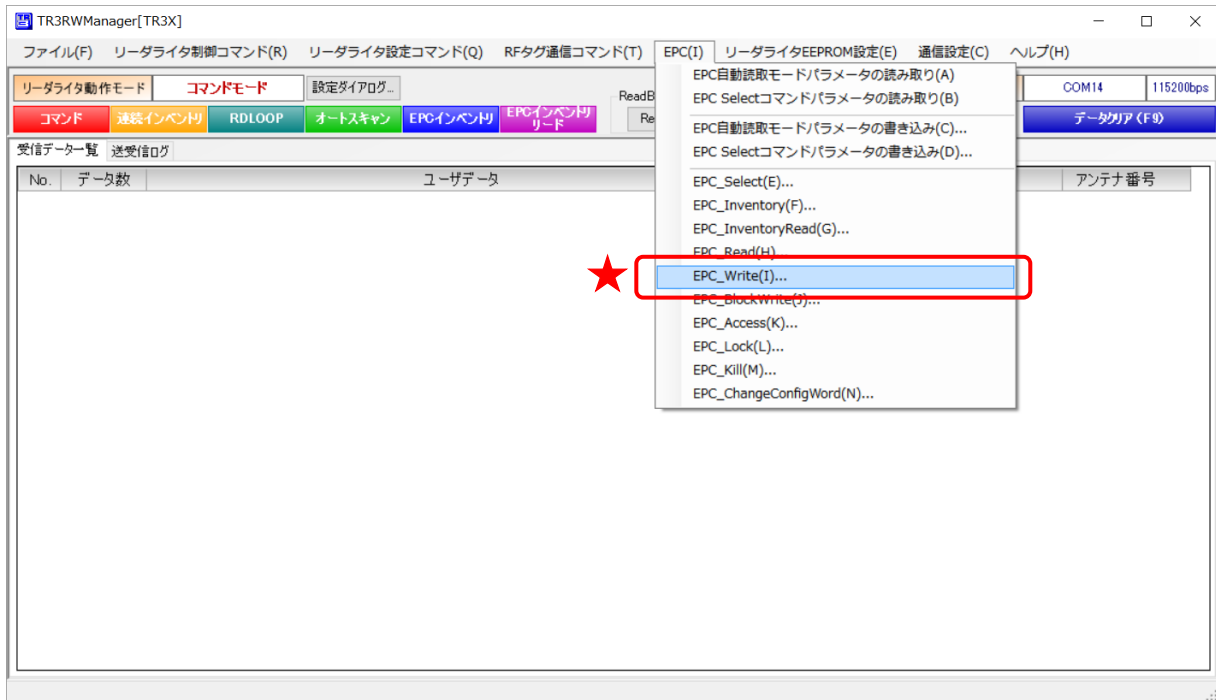 TR3RWManager[TR3X]
ファイル(F) リーダライタ制御コマンド(R) リーダライタ設定コマンド(Q) RFタグ通信コマンド(T) EPC(I) リーダライタEEPROM設定(E) 通信設定(C) ヘルプ(H)
リーダライタ動作モード コマンドモード 設定ダイアログ... COM14 115200bps
ReadB
コマンド 連続インベントリ RDLOOP オートスキャン EPCインベントリ EPCインベントリ
リード Re データクリア(F9)
受信データ一覧 送受信ログ
No. データ数 ユーザデータ アンテナ番号
EPC自動読取モードパラメータの読み取り(A)
EPC Selectコマンドパラメータの読み取り(B)
EPC自動読取モードパラメータの書き込み(C)...
EPC Selectコマンドパラメータの書き込み(D)...
EPC_Select(E)...
EPC_Inventory(F)...
EPC_InventoryRead(G)...
EPC_Read(H)...
EPC_Write(I)...
EPC_BlockWrite(J)...
EPC_Access(K)...
EPC_Lock(L)...
EPC_Kill(M)...
EPC_ChangeConfigWord(N)...